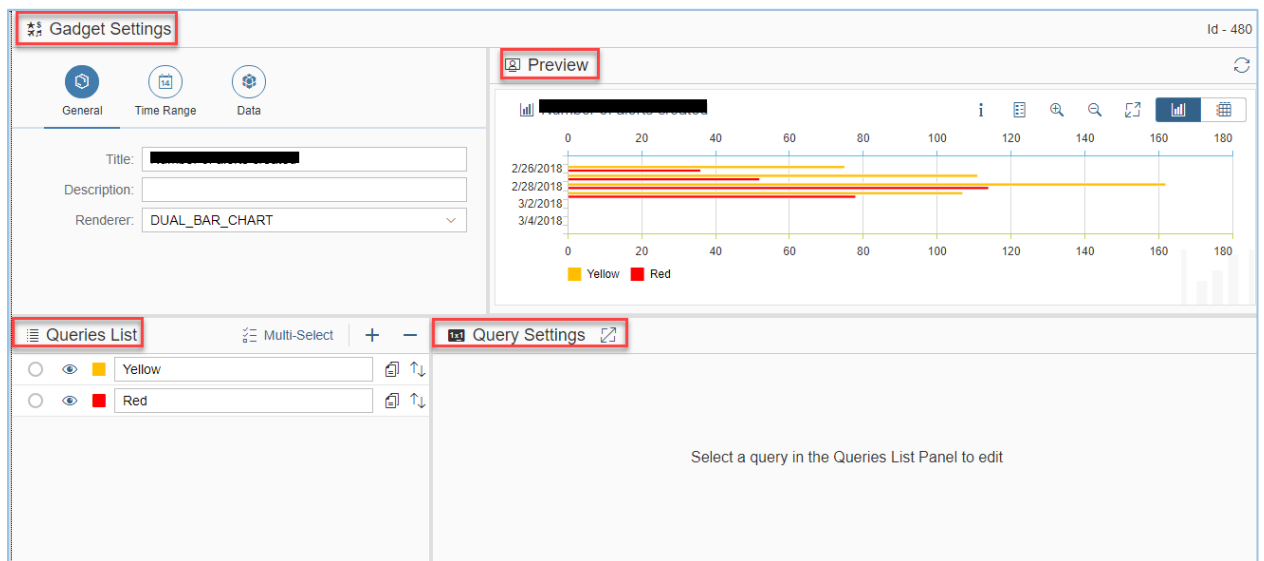 Gadget Settings
Id - 480
General
14
Time Range
Data
Title:
Description:
Renderer: DUAL_BAR_CHART
Preview
i
0 20 40 60 80 100 120 140 160 180
2/26/2018
2/28/2018
3/2/2018
3/4/2018
0 20 40 60 80 100 120 140 160 180
Yellow Red
Queries List
Multi-Select
Yellow
Red
1x1 Query Settings
Select a query in the Queries List Panel to edit